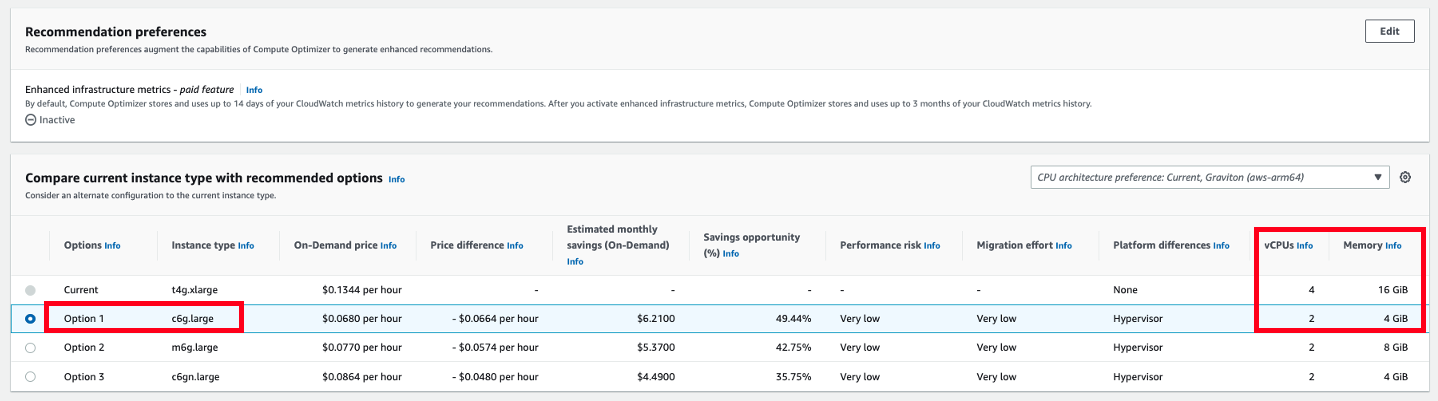 Recommendation preferences
Edit
Recommendation preferences augment the capabilities of Compute Optimizer to generate enhanced recommendations.
Enhanced infrastructure metrics - paid feature Info
By default, Compute Optimizer stores and uses up to 14 days of your CloudWatch metrics history to generate your recommendations. After you activate enhanced infrastructure metrics, Compute Optimizer stores and uses up to 3 months of your CloudWatch metrics history.
Inactive
Compare current instance type with recommended options Info
CPU architecture preference: Current, Graviton (aws-arm64)
Consider an alternate configuration to the current instance type.
Options Info Instance type Info On-Demand price Info Price difference Info Estimated monthly savings (On-Demand) Info Savings opportunity (%) Info Performance risk Info Migration effort Info Platform differences Info vCPUs Info Memory Info
Current t4g.xlarge $0.1344 per hour - - - - - None 4 16 GiB
Option 1 c6g.large $0.0680 per hour - $0.0664 per hour $6.2100 49.44% Very low Very low Hypervisor 2 4 GiB
Option 2 m6g.large $0.0770 per hour - $0.0574 per hour $5.3700 42.75% Very low Very low Hypervisor 2 8 GiB
Option 3 c6gn.large $0.0864 per hour - $0.0480 per hour $4.4900 35.75% Very low Very low Hypervisor 2 4 GiB